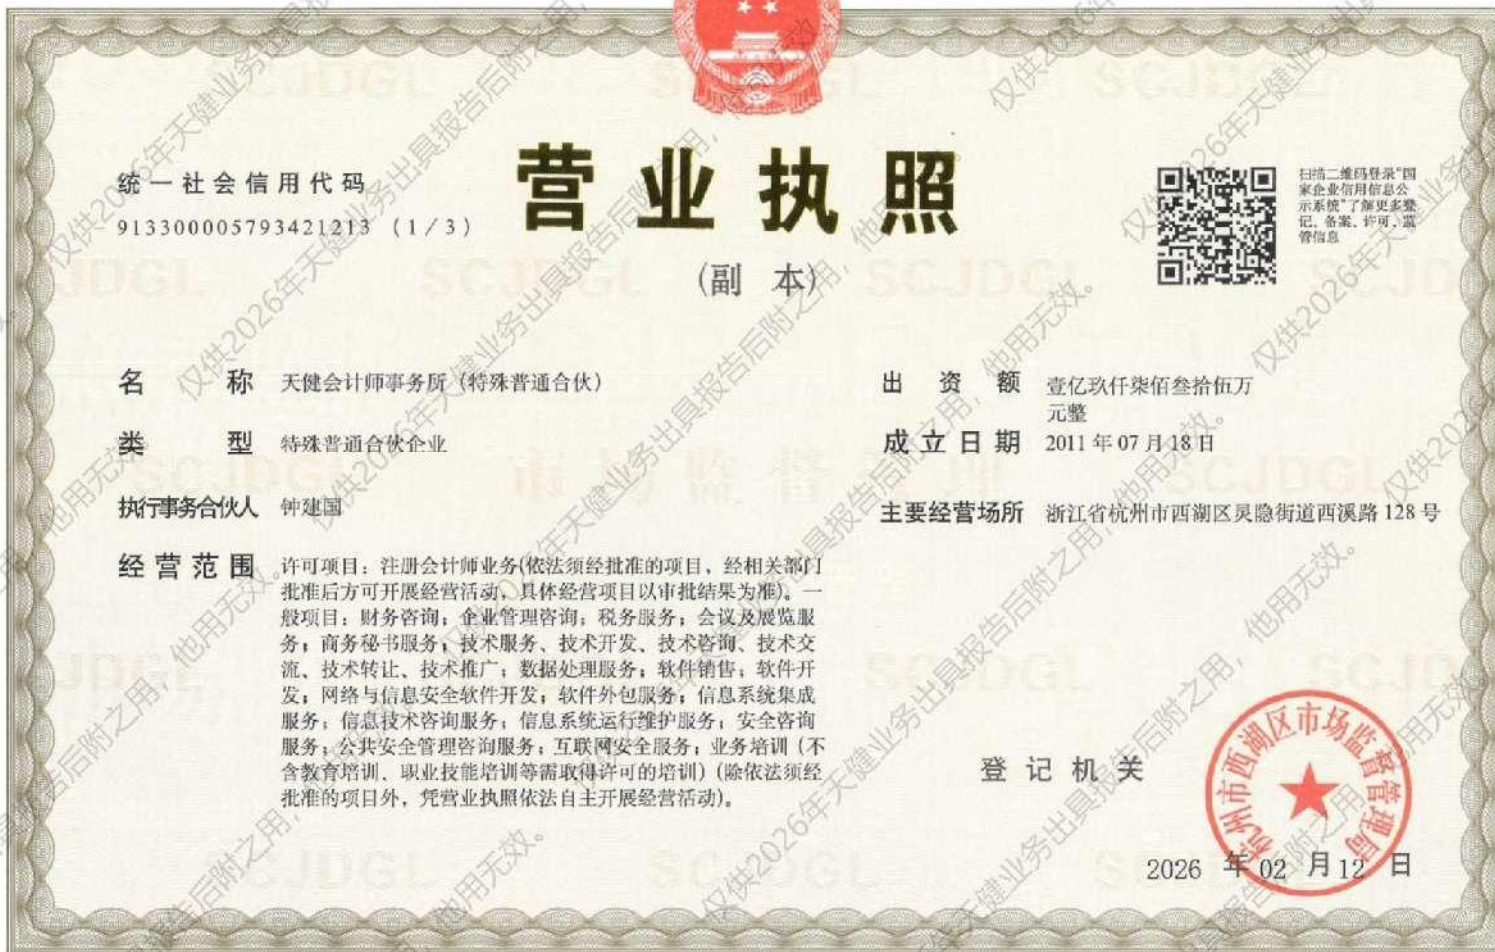 营业执照
(副 本)
统一社会信用代码
913300005793421213 (1/3)
扫描二维码登录“国
家企业信用信息公
示系统”了解更多登
记、备案、许可、监
管信息
名 称 天健会计师事务所（特殊普通合伙）
类 型 特殊普通合伙企业
执行事务合伙人 钟建国
经营范围 许可项目：注册会计师业务(依法须经批准的项目，经相关部门
批准后方可开展经营活动，具体经营项目以审批结果为准)。一
般项目：财务咨询；企业管理咨询；税务服务；会议及展览服
务；商务秘书服务；技术服务、技术开发、技术咨询、技术交
流、技术转让、技术推广；数据处理服务；软件销售；软件开
发；网络与信息安全软件开发；软件外包服务；信息系统集成
服务；信息技术咨询服务；信息系统运行维护服务；安全咨询
服务；公共安全管理咨询服务；互联网安全服务；业务培训（不
含教育培训、职业技能培训等需取得许可的培训）(除依法须经
批准的项目外，凭营业执照依法自主开展经营活动)。
出 资 额 壹亿玖仟柒佰叁拾伍万
元整
成立日期 2011年07月18日
主要经营场所 浙江省杭州市西湖区灵隐街道西溪路128号
登记机关
杭州市西湖区市场监督管理局
2026 年 02 月 12 日
仅供2026年天健业务出具报告后附之用，他用无效。
SCJDGL